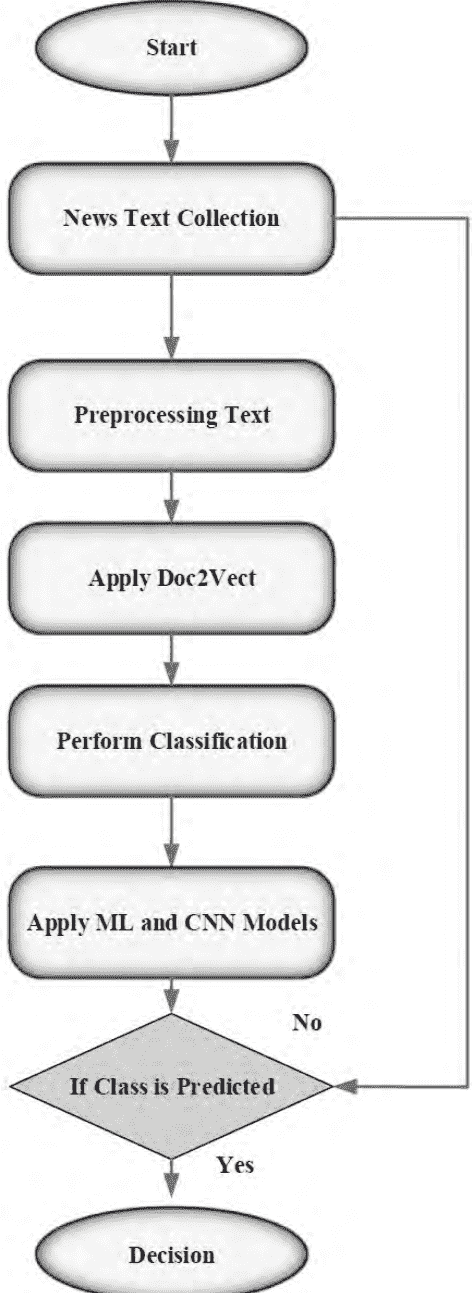 Start
News Text Collection
Preprocessing Text
Apply Doc2Vect
Perform Classification
Apply ML and CNN Models
No
If Class is Predicted
Yes
Decision